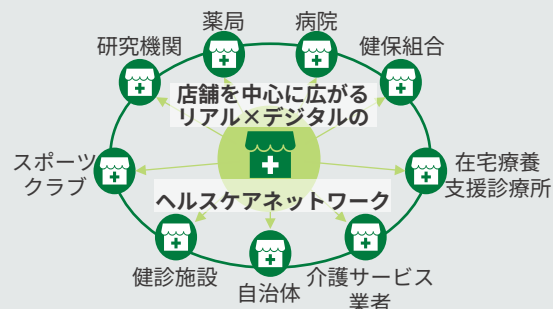 薬局
病院
研究機関
健保組合
店舗を中心に広がる
リアル×デジタルの
スポーツ
クラブ
在宅療養
支援診療所
ヘルスケアネットワーク
健診施設
自治体
介護サービス
業者